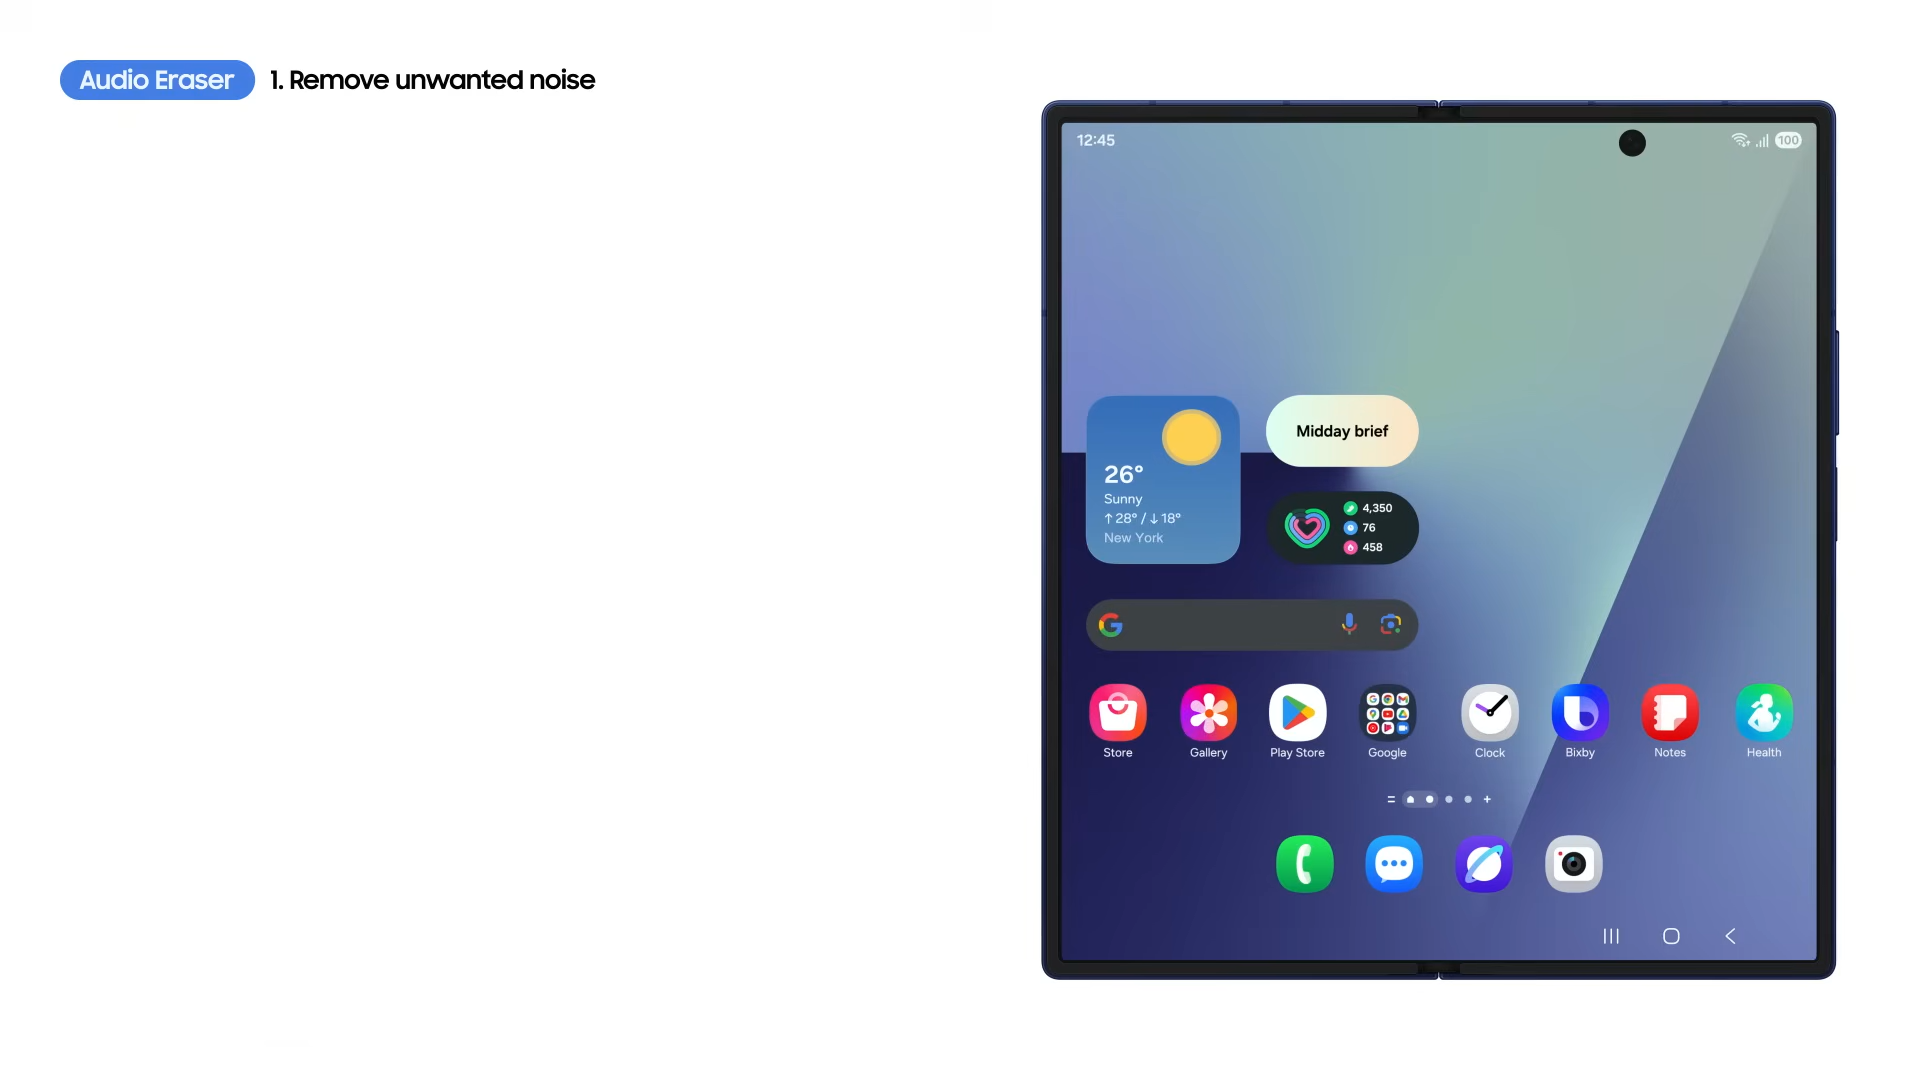 Audio Eraser 1. Remove unwanted noise
12:45
100
Midday brief
26°
Sunny
↑ 28° / ↓ 18°
New York
4,350
76
458
Store
Gallery
Play Store
Google
Clock
Bixby
Notes
Health